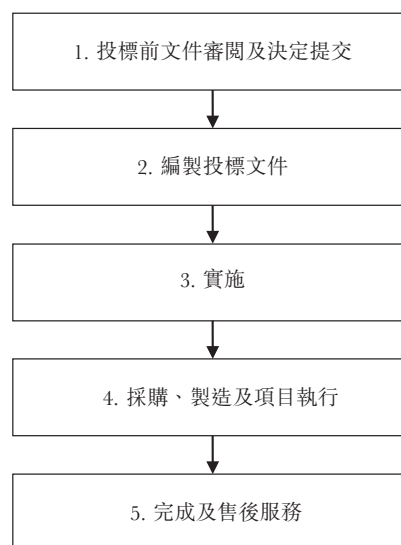 1. 投標前文件審閱及決定提交
2. 編製投標文件
3. 實施
4. 採購、製造及項目執行
5. 完成及售後服務